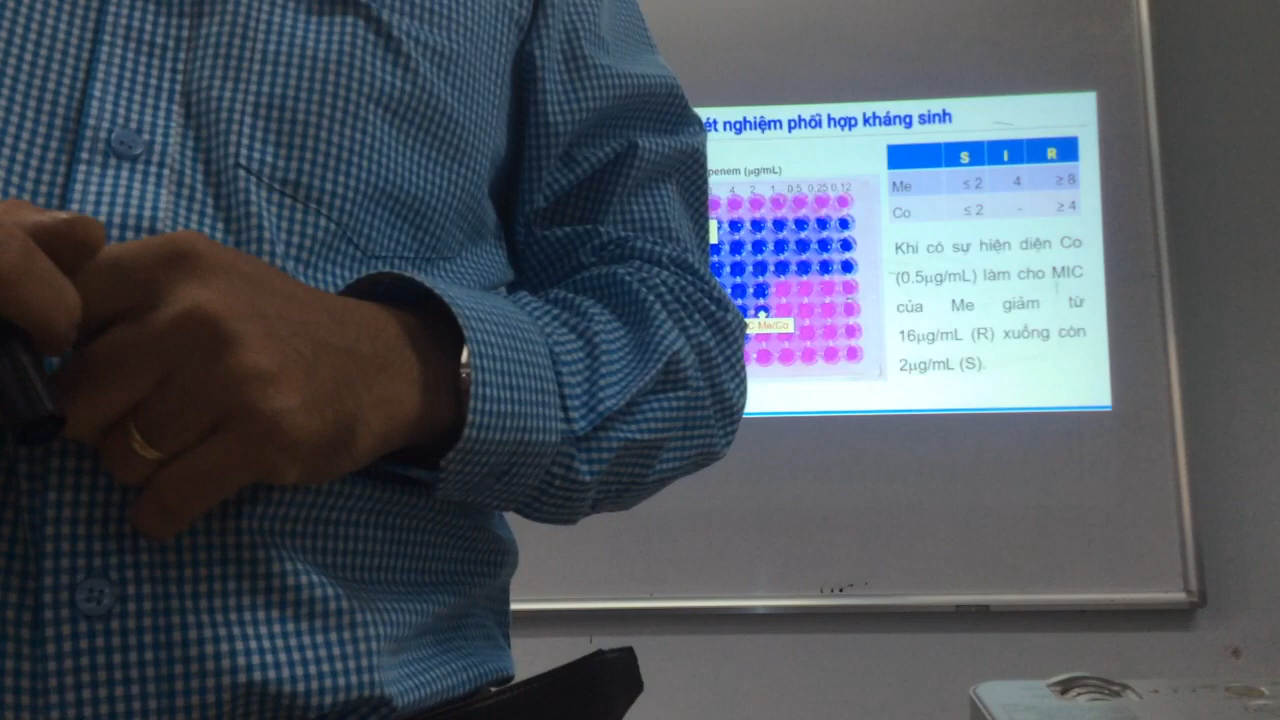 ét nghiệm phối hợp kháng sinh
penem (µg/mL)
4 2 1 0.5 0.25 0.12
S I R
Me ≤ 2 4 ≥ 8
Co ≤ 2 - ≥ 4
Khi có sự hiện diện Co
(0.5µg/mL) làm cho MIC
của Me giảm từ
16µg/mL (R) xuống còn
2µg/mL (S).
C Me/Co